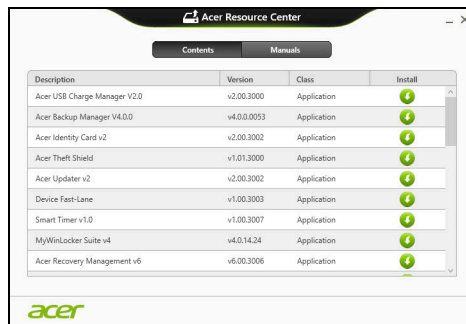 Acer Resource Center
Contents Manuals
Description Version Class Install
Acer USB Charge Manager V2.0 v2.00.3000 Application
Acer Backup Manager V4.0.0 v4.0.0.0053 Application
Acer Identity Card v2 v2.00.3002 Application
Acer Theft Shield v1.01.3000 Application
Acer Updater v2 v2.00.3002 Application
Device Fast-Lane v1.00.3003 Application
Smart Timer v1.0 v1.00.3007 Application
MyWinLocker Suite v4 v4.0.14.24 Application
Acer Recovery Management v6 v6.00.3006 Application
acer